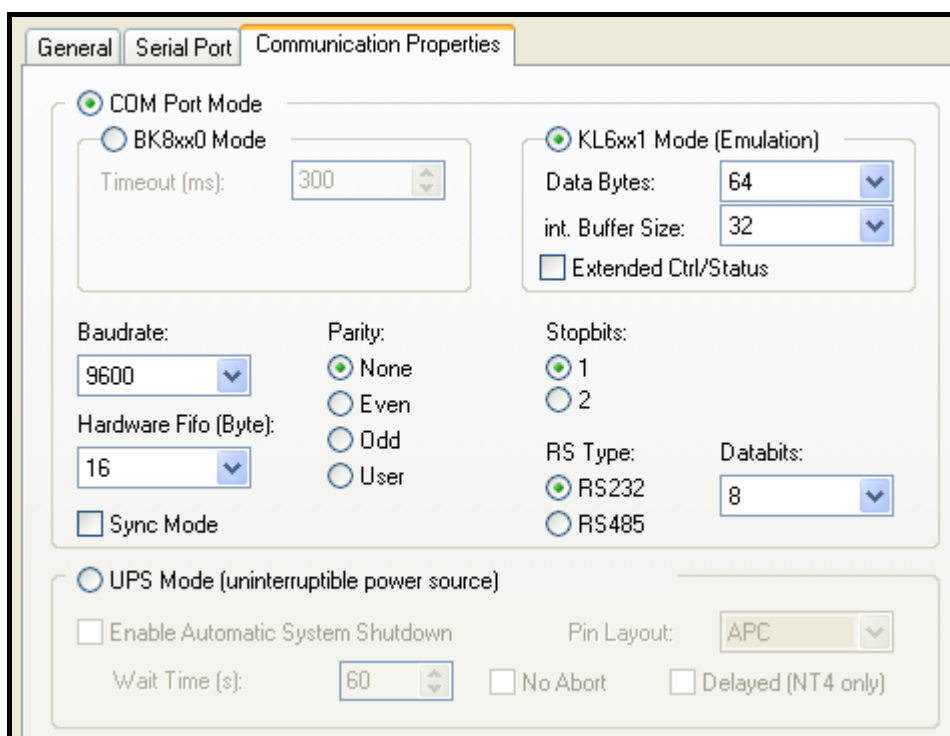 General Serial Port Communication Properties
COM Port Mode
BK8xx0 Mode
Timeout (ms): 300
KL6xx1 Mode (Emulation)
Data Bytes: 64
int. Buffer Size: 32
Extended Ctrl/Status
Baudrate:
9600
Hardware Fifo (Byte):
16
Sync Mode
Parity:
None
Even
Odd
User
Stopbits:
1
2
RS Type:
RS232
RS485
Databits:
8
UPS Mode (uninterruptible power source)
Enable Automatic System Shutdown
Pin Layout: APC
Wait Time (s): 60
No Abort
Delayed (NT4 only)